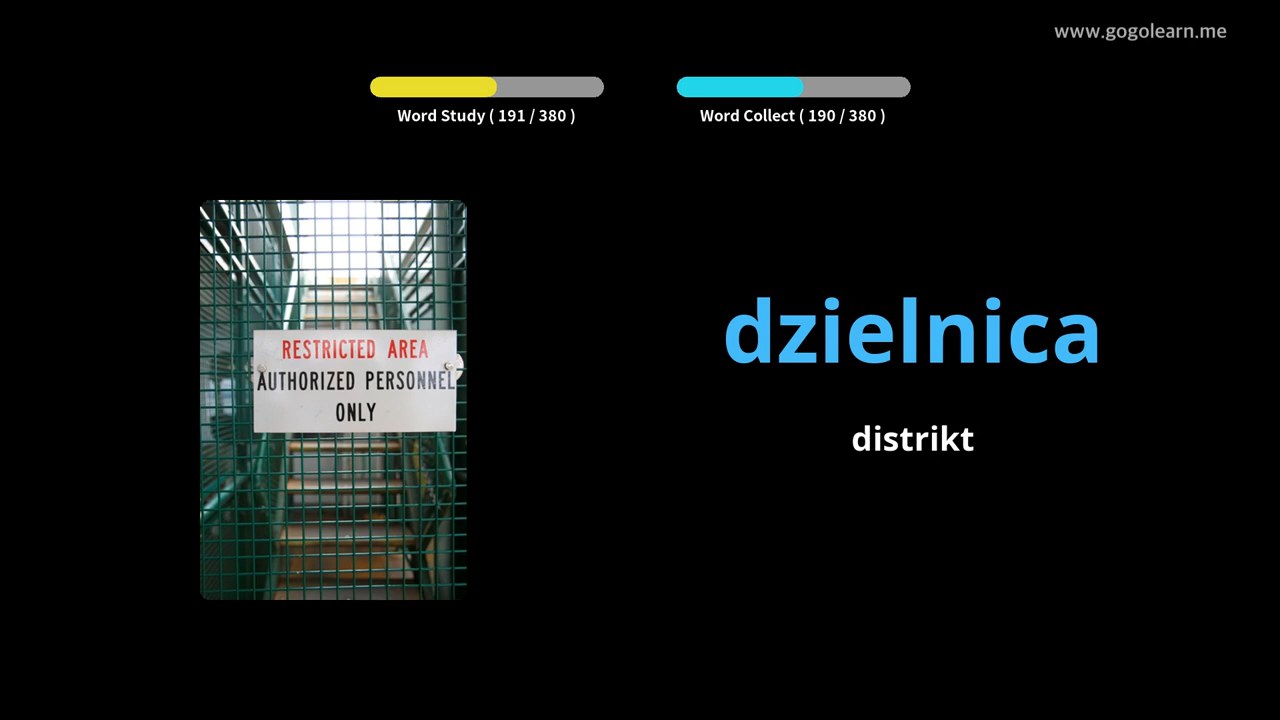 www.gogolearn.me
Word Study ( 191 / 380 )
Word Collect ( 190 / 380 )
RESTRICTED AREA
AUTHORIZED PERSONNEL
ONLY
dzielnica
distrikt